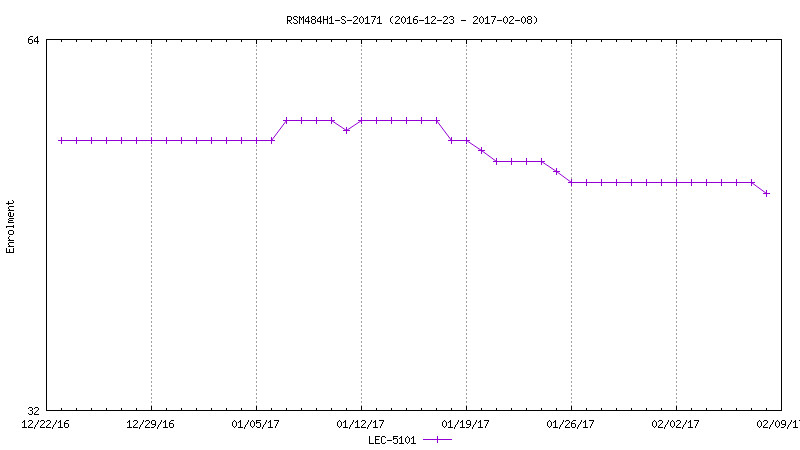 RSM484H1-S-20171 (2016-12-23 - 2017-02-08)
64
Enrolment
32
12/22/16 12/29/16 01/05/17 01/12/17 01/19/17 01/26/17 02/02/17 02/09/1
LEC-5101